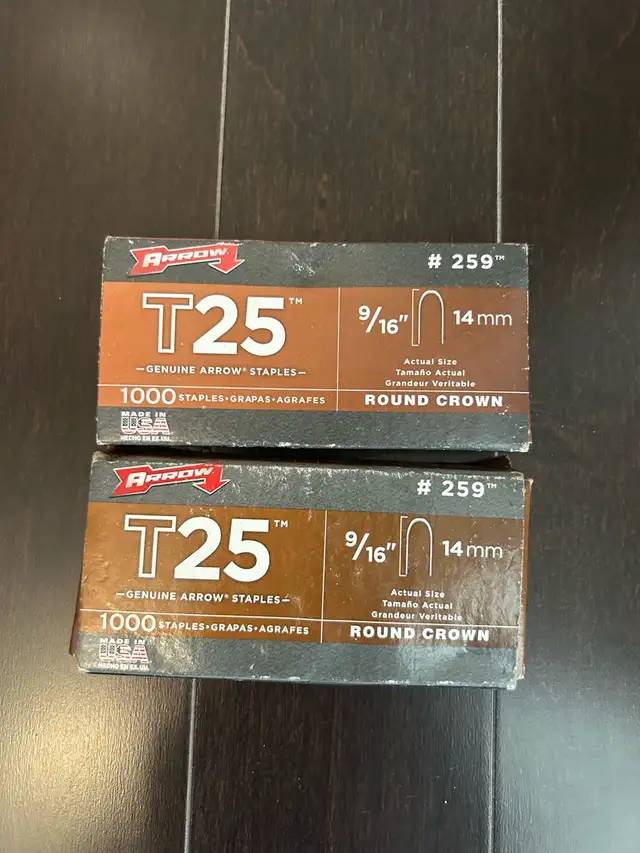 ARROW
# 259™
T25™
9/16" 14mm
GENUINE ARROW® STAPLES
Actual Size
Tamaño Actual
Grandeur Veritable
1000 STAPLES•GRAPAS•AGRAFES
ROUND CROWN
MADE IN
USA
HECHO EN EE.UU.
ARROW
# 259™
T25™
9/16" 14mm
GENUINE ARROW® STAPLES
Actual Size
Tamaño Actual
Grandeur Veritable
1000 STAPLES•GRAPAS•AGRAFES
ROUND CROWN
MADE IN
USA
HECHO EN EE.UU.